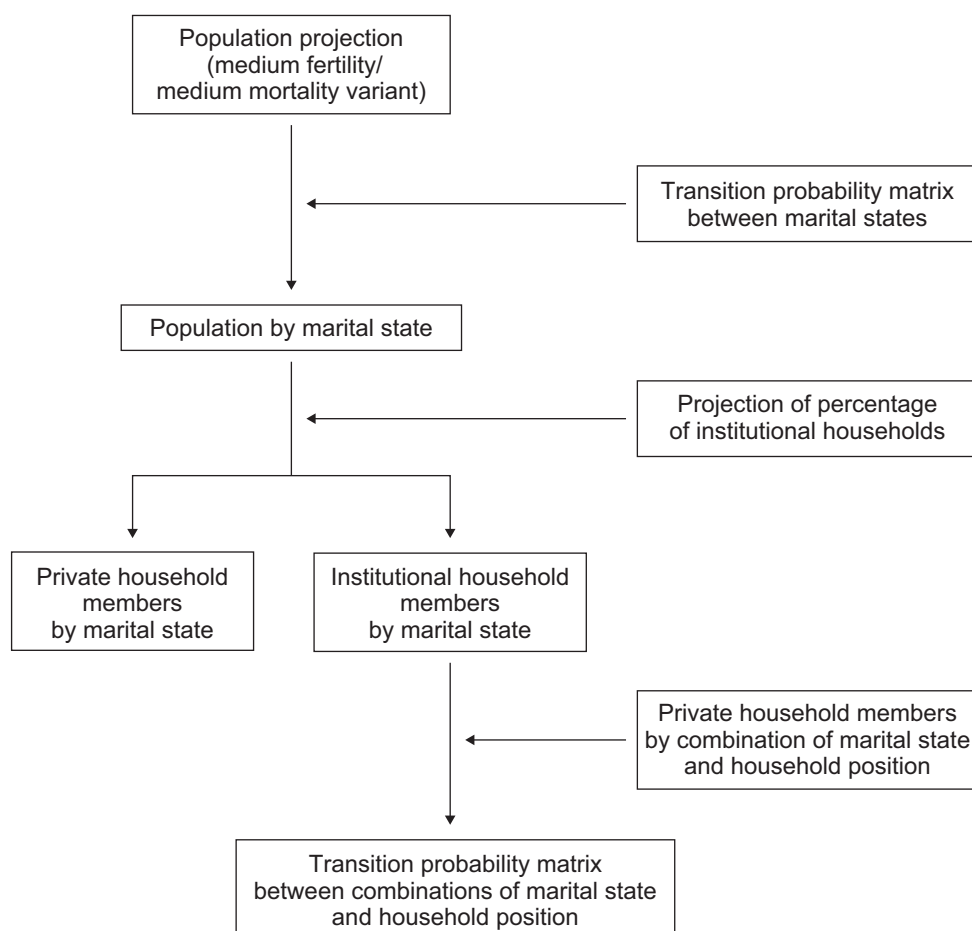 Population projection
(medium fertility/
medium mortality variant)
Transition probability matrix
between marital states
Population by marital state
Projection of percentage
of institutional households
Private household
members
by marital state
Institutional household
members
by marital state
Private household members
by combination of marital state
and household position
Transition probability matrix
between combinations of marital state
and household position